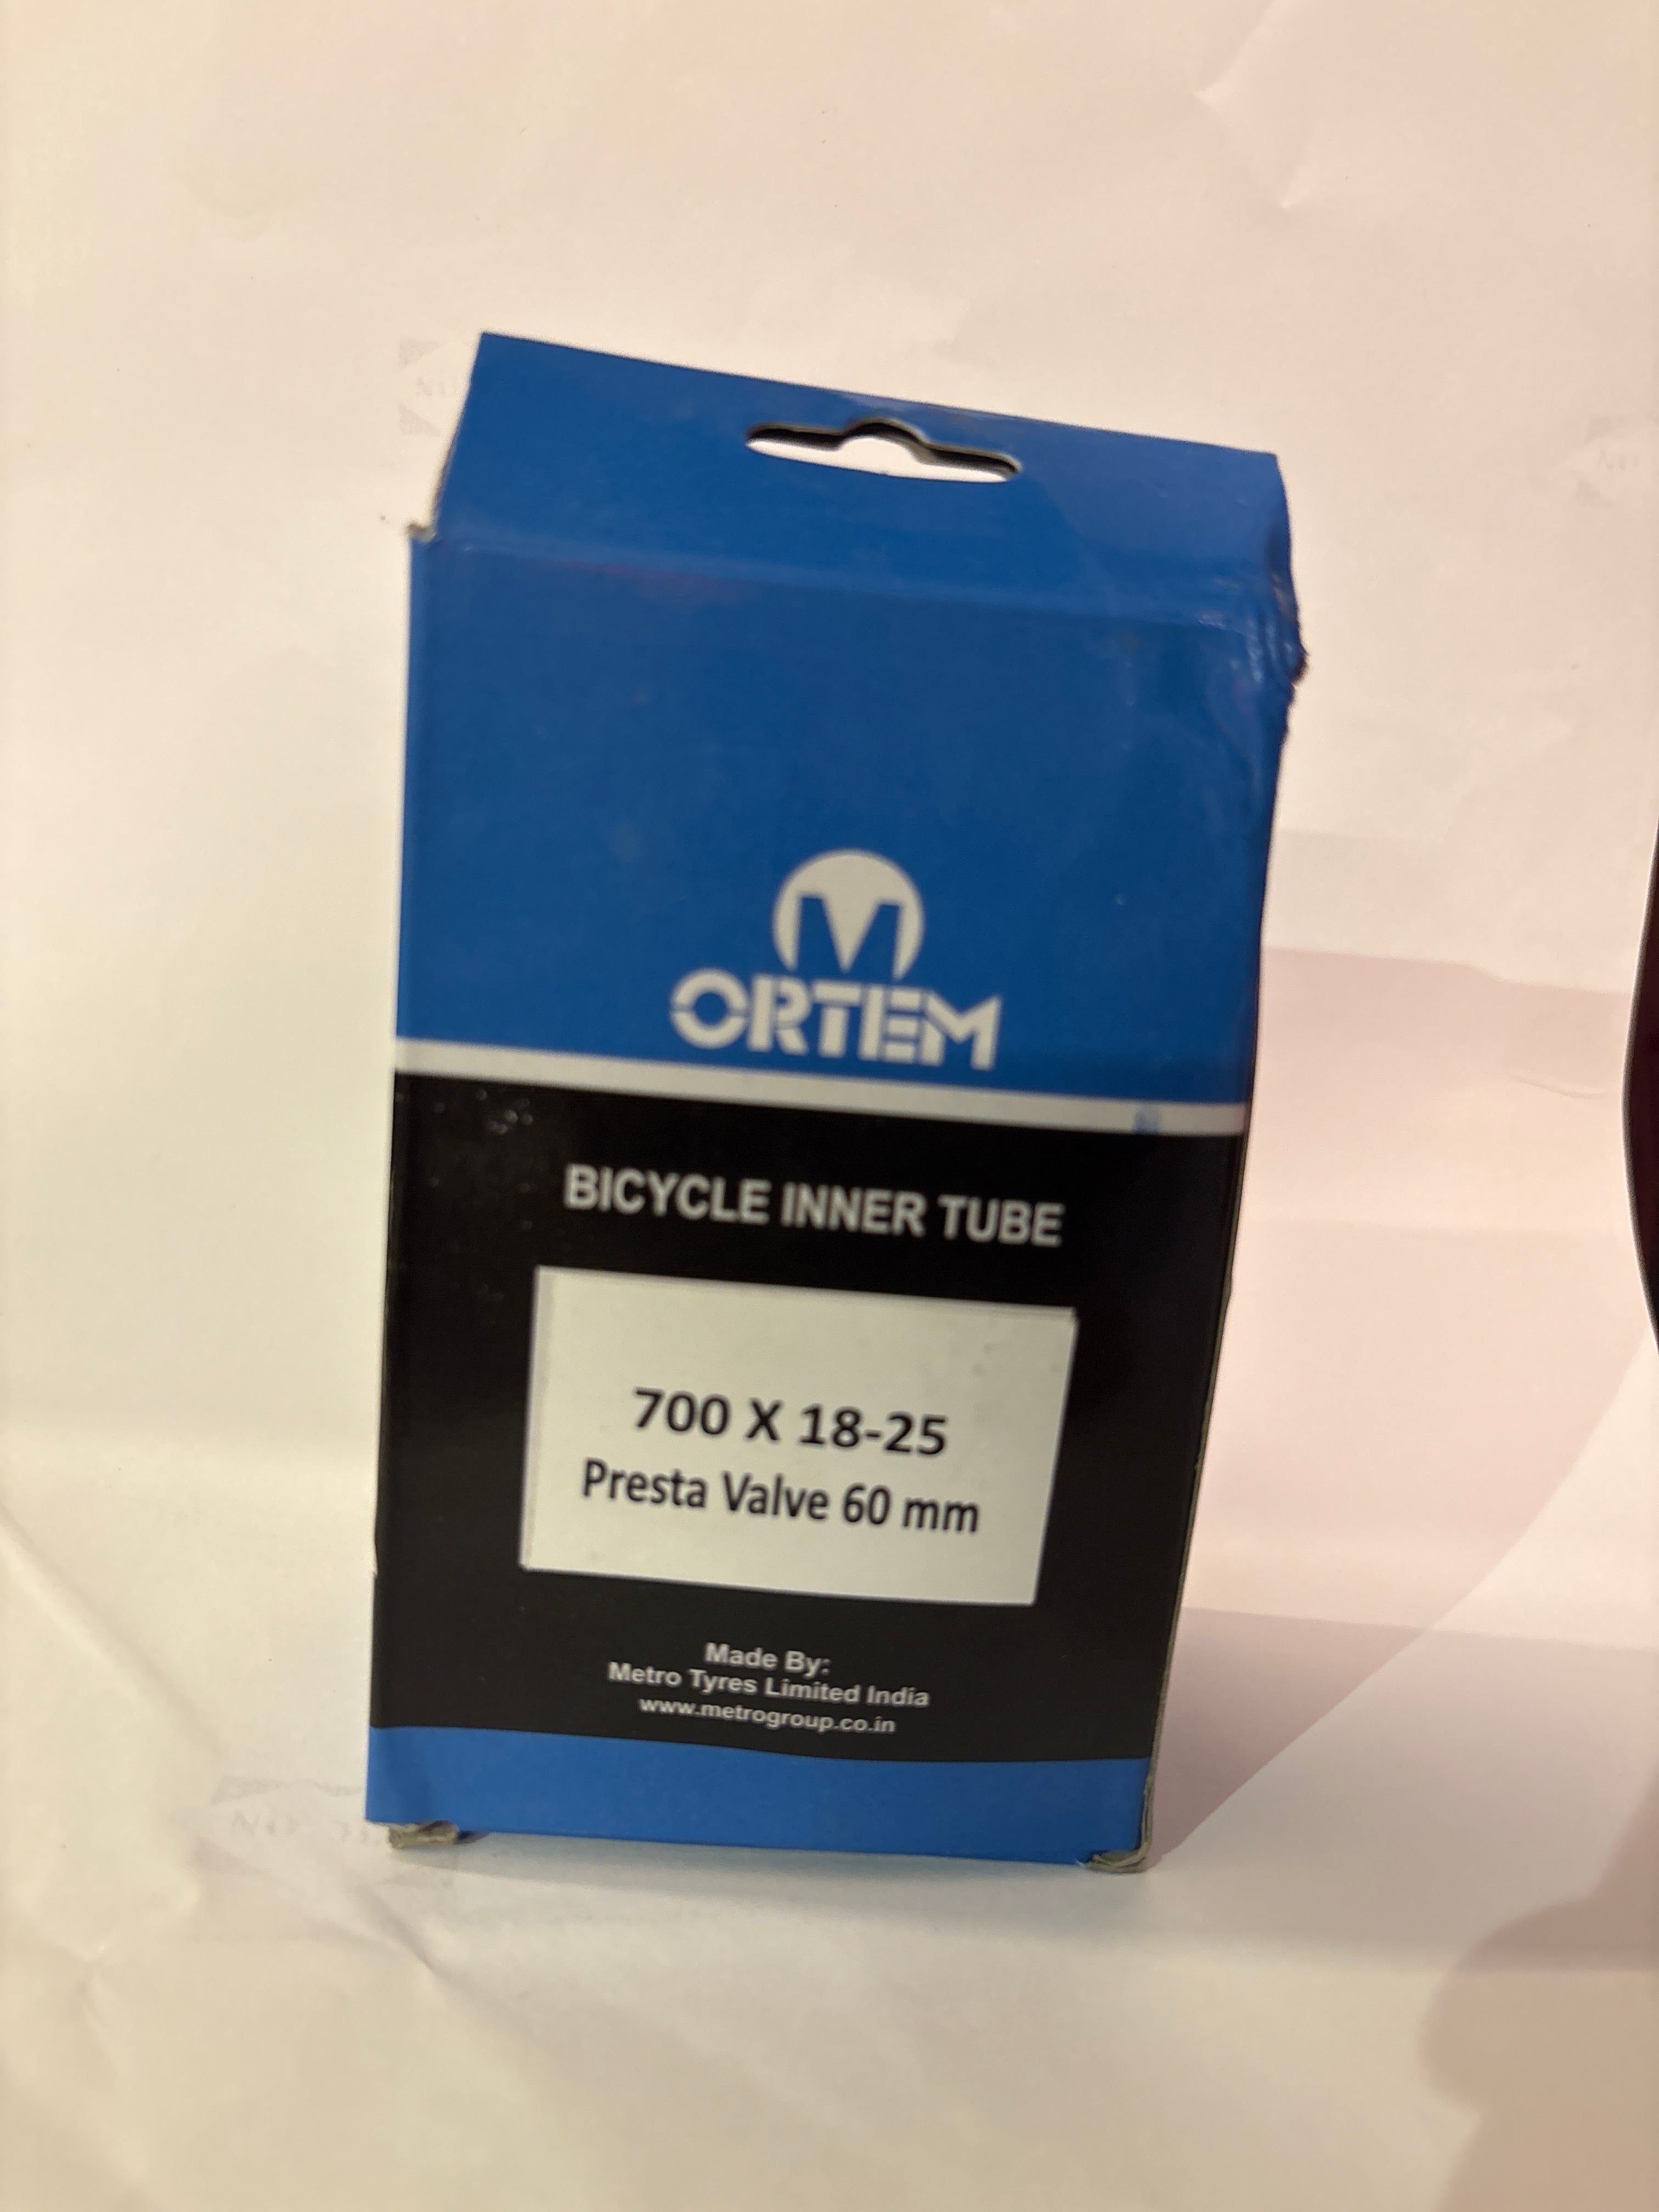 M
ORTEM
BICYCLE INNER TUBE
700 X 18-25
Presta Valve 60 mm
Made By:
Metro Tyres Limited India
www.metrogroup.co.in